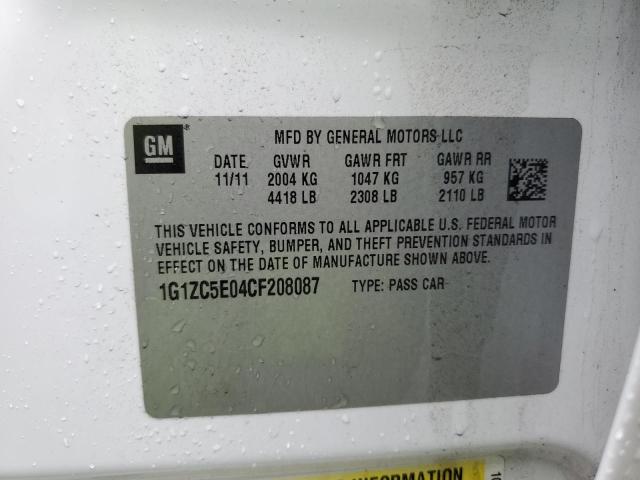 GM ®
MFD BY GENERAL MOTORS LLC
DATE GVWR GAWR FRT GAWR RR
11/11 2004 KG 1047 KG 957 KG
4418 LB 2308 LB 2110 LB
THIS VEHICLE CONFORMS TO ALL APPLICABLE U.S. FEDERAL MOTOR
VEHICLE SAFETY, BUMPER, AND THEFT PREVENTION STANDARDS IN
EFFECT ON THE DATE OF MANUFACTURE SHOWN ABOVE.
1G1ZC5E04CF208087 TYPE: PASS CAR
INFORMATION